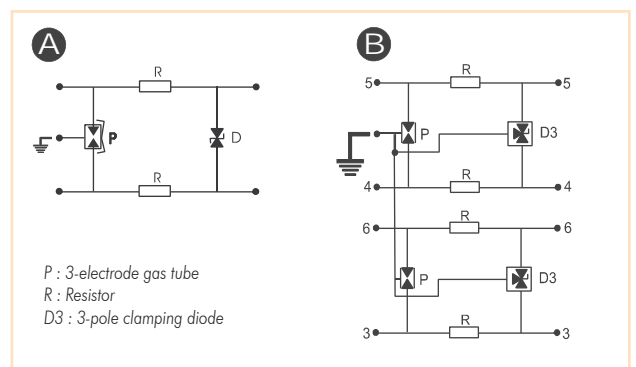 A
R
P
D
R
B
R
5
5
P
D3
R
4
4
R
6
6
P
D3
R
3
3
P : 3-electrode gas tube
R : Resistor
D3 : 3-pole clamping diode